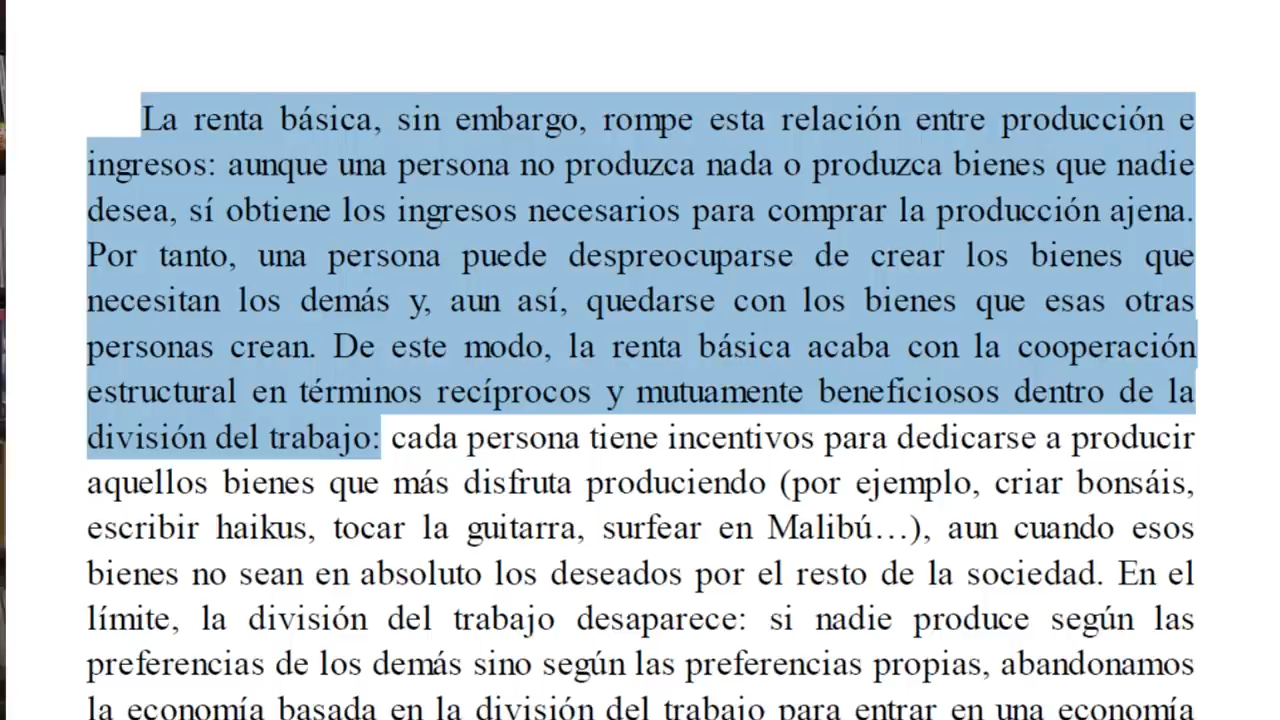 La renta básica, sin embargo, rompe esta relación entre producción e
ingresos: aunque una persona no produzca nada o produzca bienes que nadie
desea, sí obtiene los ingresos necesarios para comprar la producción ajena.
Por tanto, una persona puede despreocuparse de crear los bienes que
necesitan los demás y, aun así, quedarse con los bienes que esas otras
personas crean. De este modo, la renta básica acaba con la cooperación
estructural en términos recíprocos y mutuamente beneficiosos dentro de la
división del trabajo: cada persona tiene incentivos para dedicarse a producir
aquellos bienes que más disfruta produciendo (por ejemplo, criar bonsáis,
escribir haikus, tocar la guitarra, surfear en Malibú…), aun cuando esos
bienes no sean en absoluto los deseados por el resto de la sociedad. En el
límite, la división del trabajo desaparece: si nadie produce según las
preferencias de los demás sino según las preferencias propias, abandonamos
la economía basada en la división del trabajo para entrar en una economía